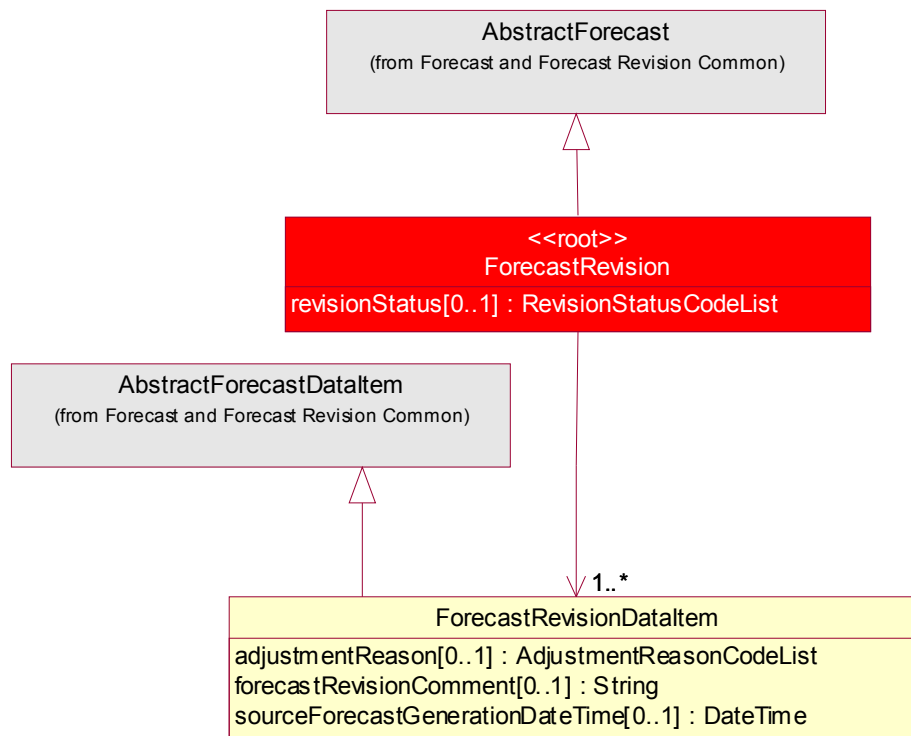 AbstractForecast
(from Forecast and Forecast Revision Common)
<<root>>
ForecastRevision
revisionStatus[0..1] : RevisionStatusCodeList
AbstractForecastDataItem
(from Forecast and Forecast Revision Common)
1..*
ForecastRevisionDataItem
adjustmentReason[0..1] : AdjustmentReasonCodeList
forecastRevisionComment[0..1] : String
sourceForecastGenerationDateTime[0..1] : DateTime